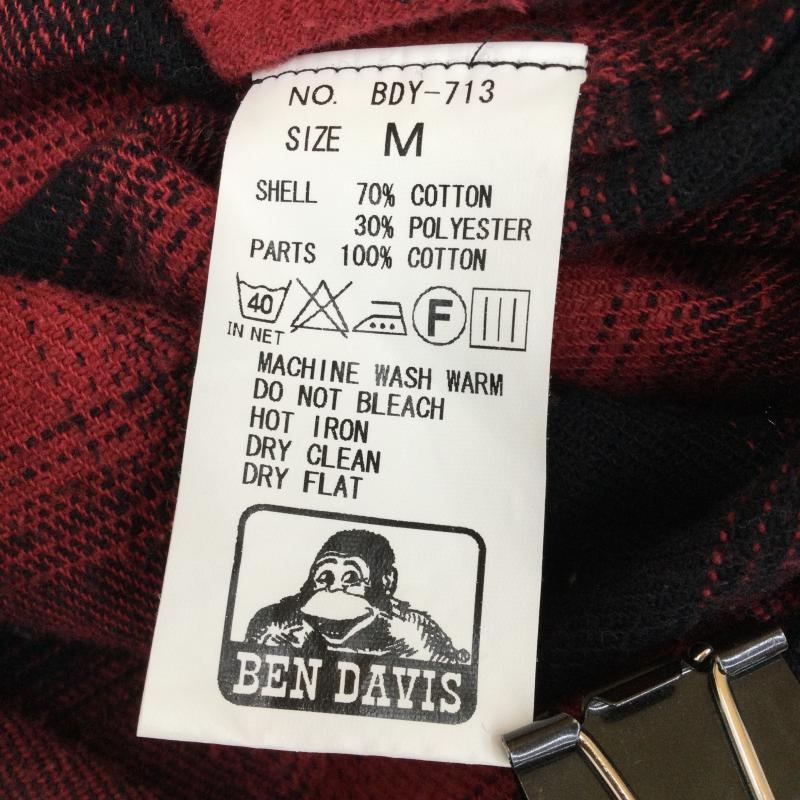 NO. BDY-713
SIZE M
SHELL 70% COTTON
30% POLYESTER
PARTS 100% COTTON
40 F
IN NET
MACHINE WASH WARM
DO NOT BLEACH
HOT IRON
DRY CLEAN
DRY FLAT
BEN DAVIS